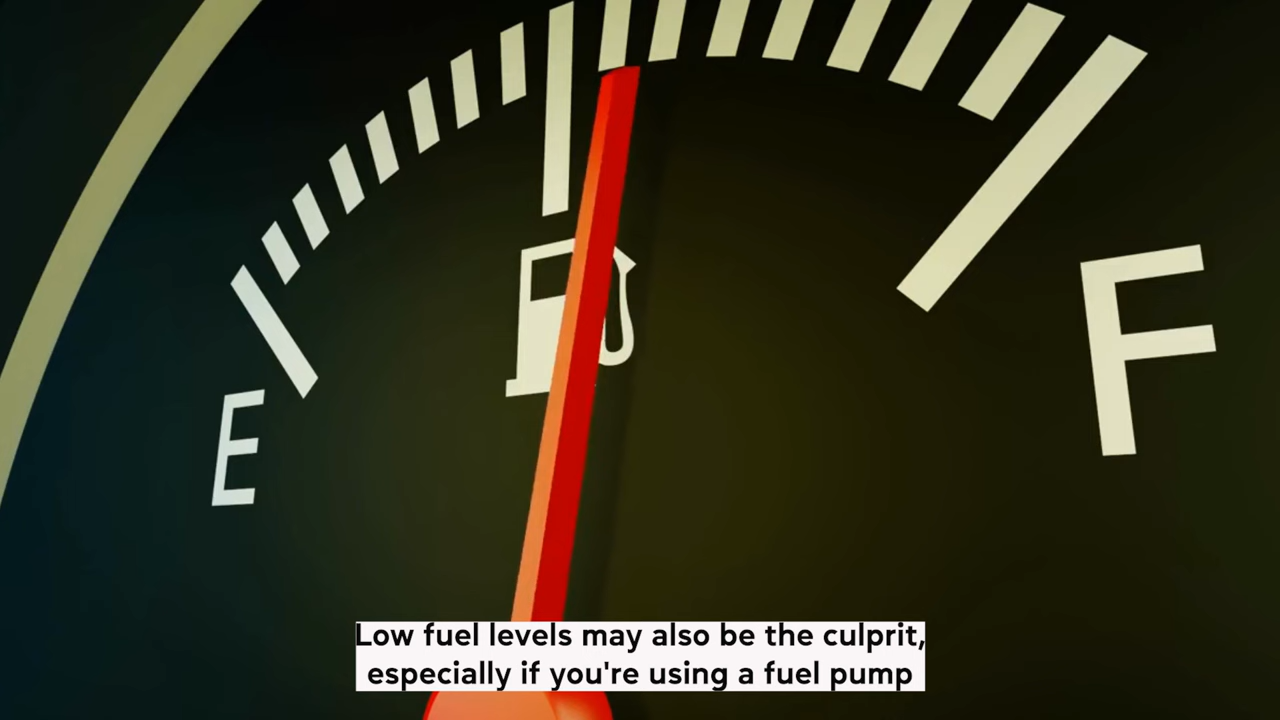 E
F
Low fuel levels may also be the culprit,
especially if you're using a fuel pump